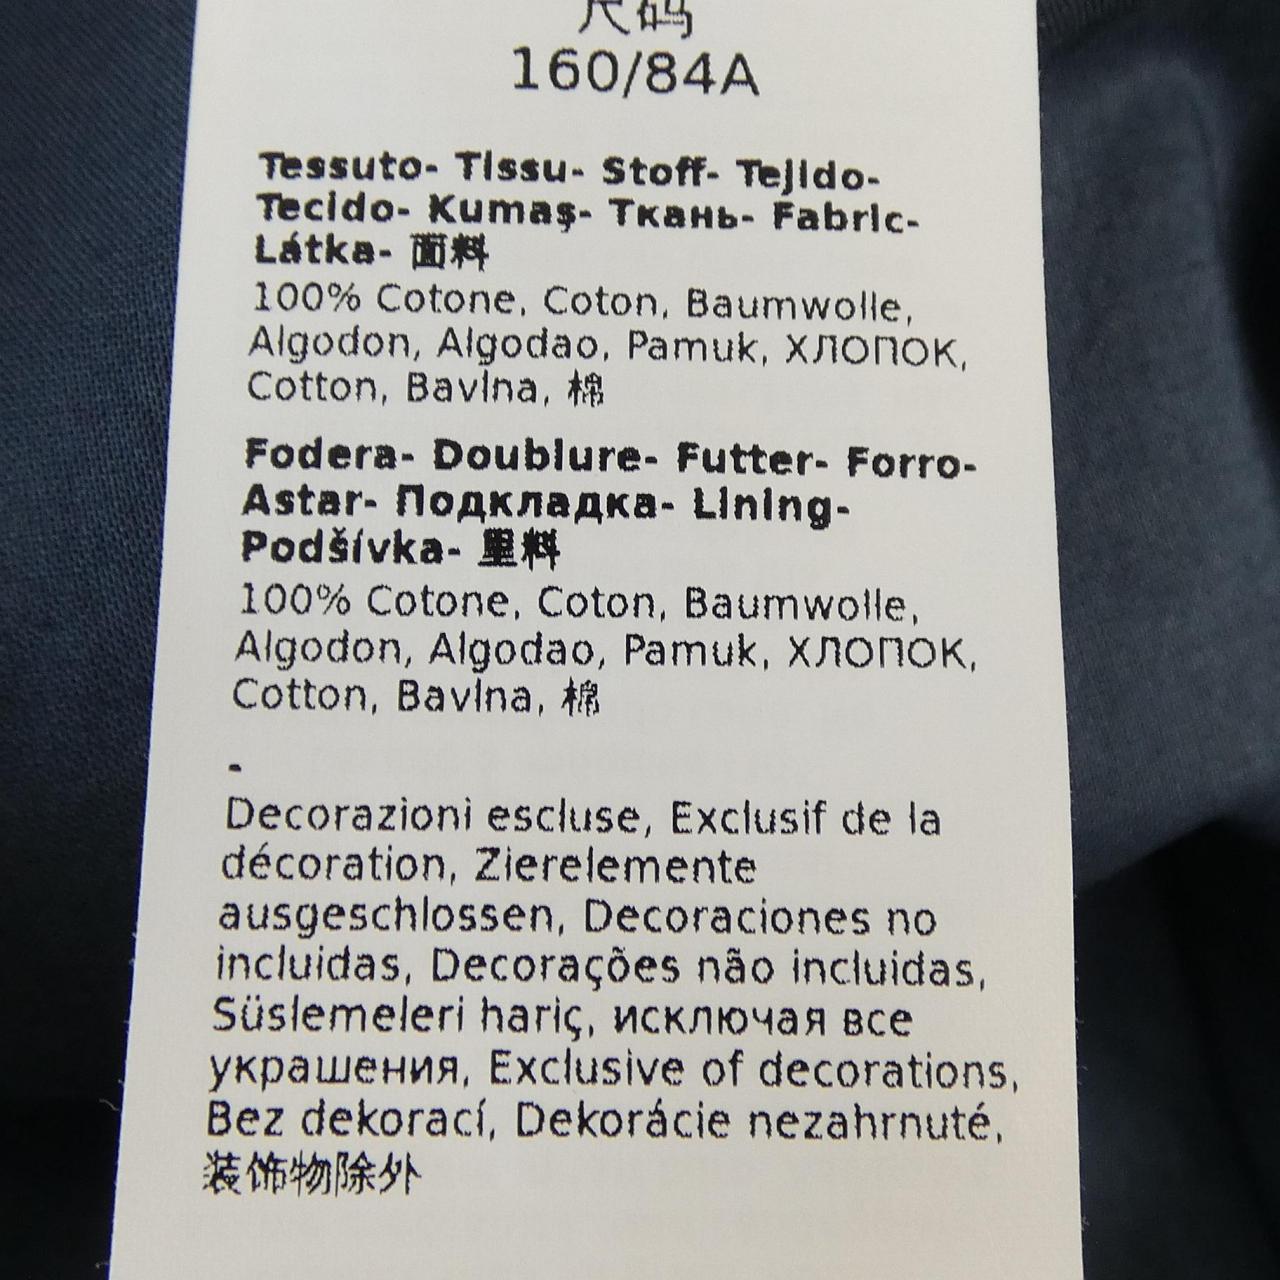 尺码
160/84A
Tessuto- Tissu- Stoff- Tejido-
Tecido- Kumaş- Ткань- Fabric-
Látka- 面料
100% Cotone, Coton, Baumwolle,
Algodon, Algodao, Pamuk, ХЛОПОК,
Cotton, Bavlna, 棉
Fodera- Doublure- Futter- Forro-
Astar- Подкладка- Lining-
Podšívka- 里料
100% Cotone, Coton, Baumwolle,
Algodon, Algodao, Pamuk, ХЛОПОК,
Cotton, Bavlna, 棉
-
Decorazioni escluse, Exclusif de la
décoration, Zierelemente
ausgeschlossen, Decoraciones no
incluidas, Decorações não incluidas,
Süslemeleri hariç, исключая все
украшения, Exclusive of decorations,
Bez dekorací, Dekorácie nezahrnuté,
装饰物除外